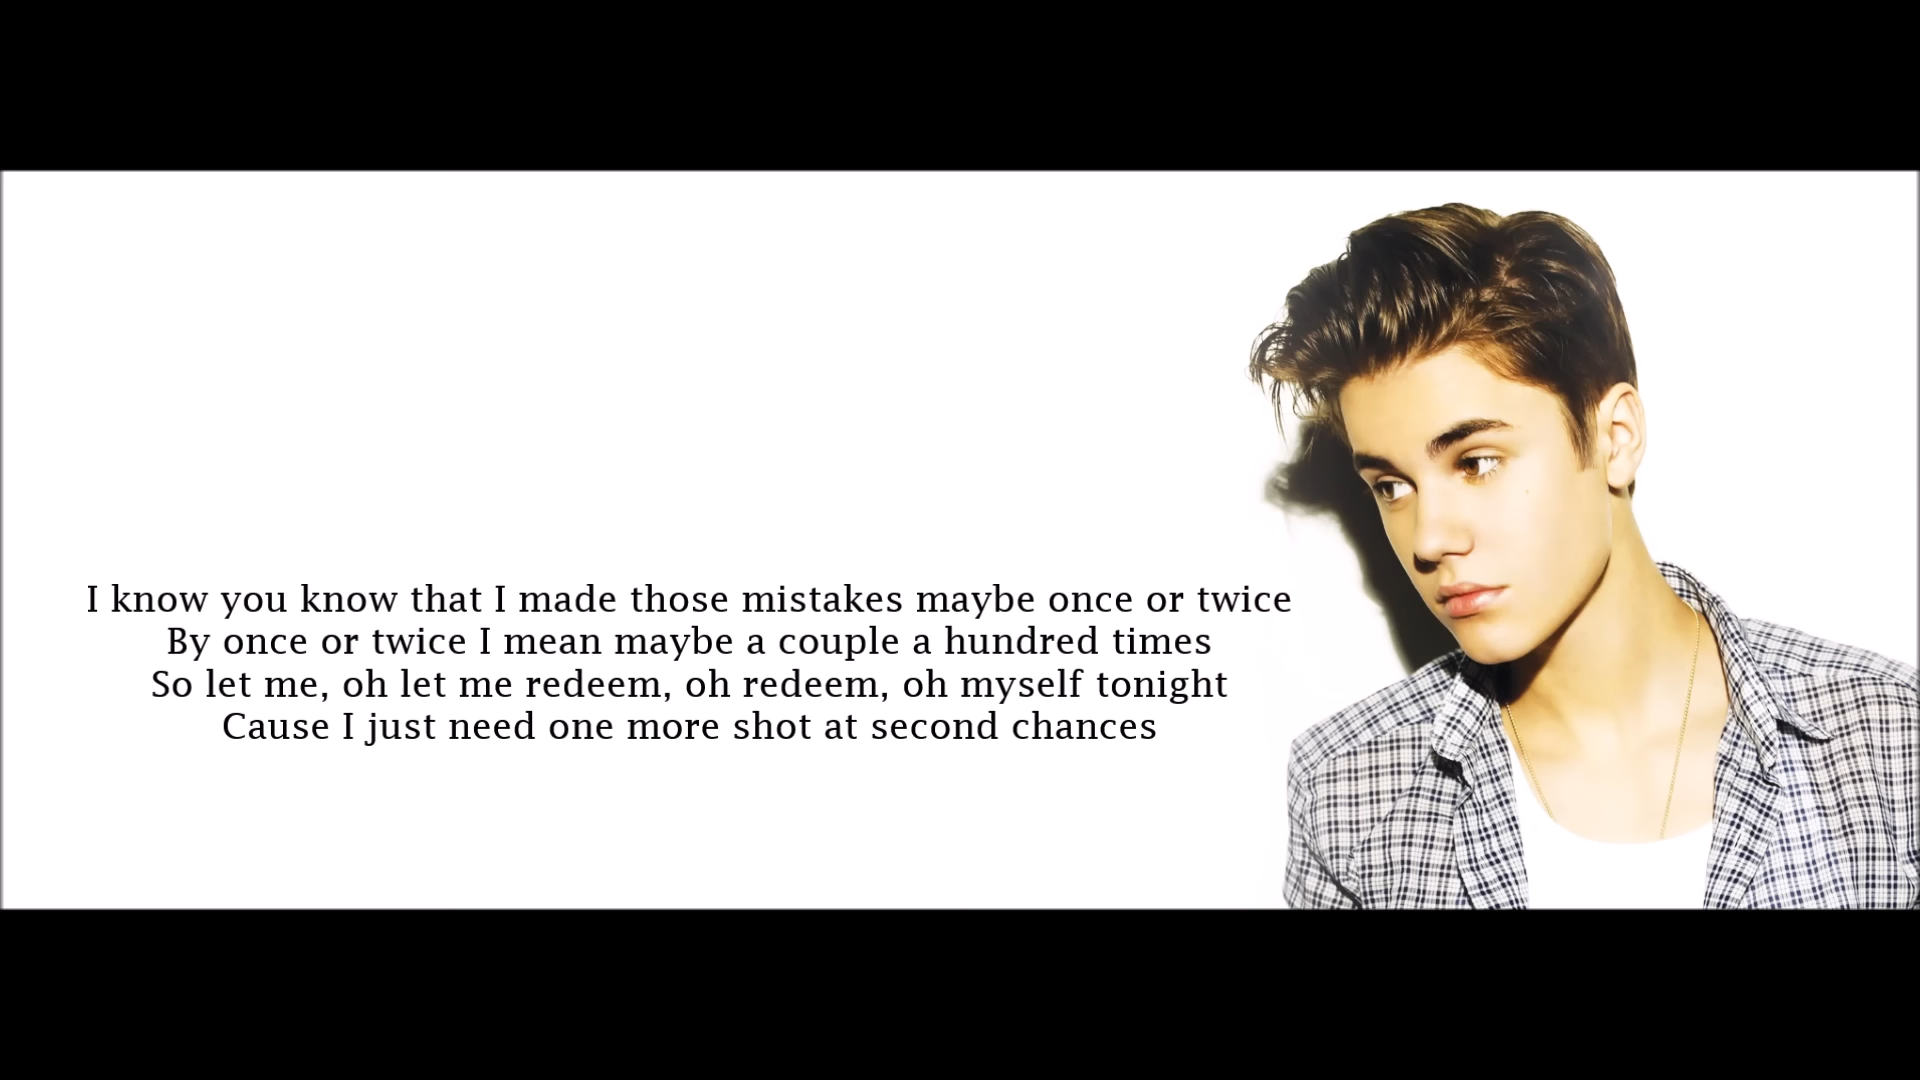 I know you know that I made those mistakes maybe once or twice
By once or twice I mean maybe a couple a hundred times
So let me, oh let me redeem, oh redeem, oh myself tonight
Cause I just need one more shot at second chances